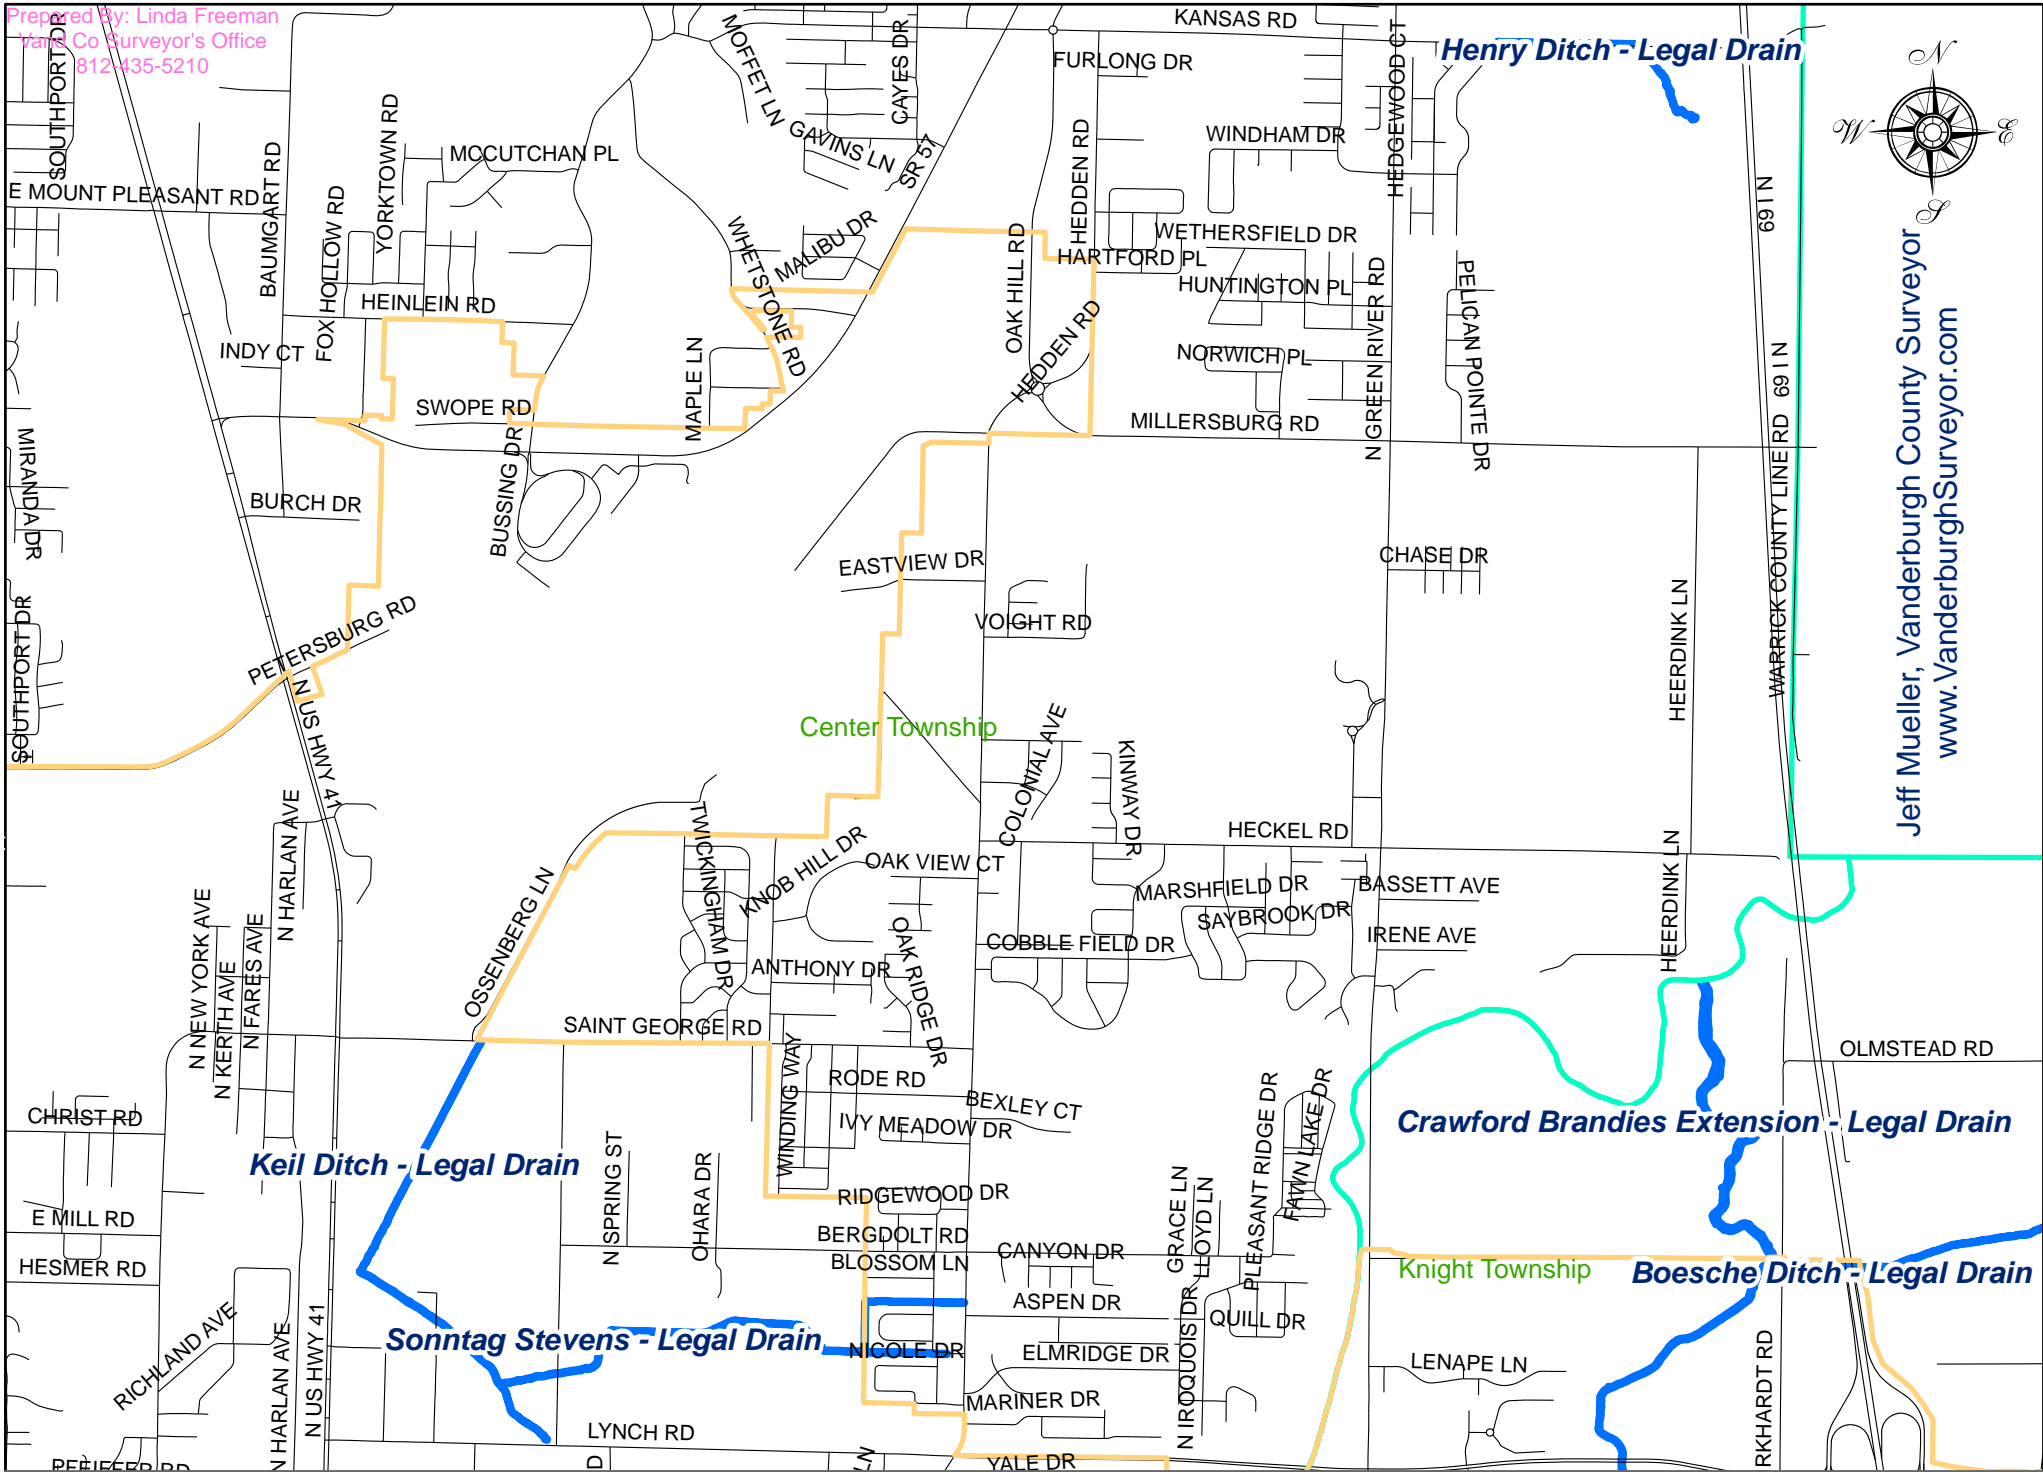 Prepared By: Linda Freeman
Vand Co Surveyor's Office
812-435-5210
SOUTHPORT DR
MOFFET LN
CAYES DR
KANSAS RD
FURLONG DR
HEDGEWOOD CT
Henry Ditch - Legal Drain
N
W
E
S
GAVINS LN
SR 57
HEDDEN RD
WINDHAM DR
MCCUTCHAN PL
YORKTOWN RD
BAUMGART RD
E MOUNT PLEASANT RD
FOX HOLLOW RD
WHETSTONE RD
MALIBU DR
OAK HILL RD
WETHERSFIELD DR
HARTFORD PL
HUNTINGTON PL
N GREEN RIVER RD
PELICAN POINTE DR
69 I N
HEINLEIN RD
INDY CT
MAPLE LN
HEDDEN RD
NORWICH PL
SWOPE RD
MILLERSBURG RD
69 I N
WARRICK COUNTY LINE RD
Jeff Mueller, Vanderburgh County Surveyor
www.VanderburghSurveyor.com
MIRANDA DR
BURCH DR
BUSSING DR
EASTVIEW DR
CHASE DR
VOIGHT RD
HEERDINK LN
SOUTHPORT DR
PETERSBURG RD
N US HWY 41
Center Township
COLONIAL AVE
KINWAY DR
N HARLAN AVE
TWICKINGHAM DR
KNOB HILL DR
OAK VIEW CT
HECKEL RD
HEERDINK LN
MARSHFIELD DR
BASSETT AVE
SAYBROOK DR
IRENE AVE
OSSENBERG LN
N NEW YORK AVE
N KERTH AVE
N FARES AVE
ANTHONY DR
OAK RIDGE DR
COBBLE FIELD DR
SAINT GEORGE RD
WINDING WAY
RODE RD
BEXLEY CT
IVY MEADOW DR
PLEASANT RIDGE DR
FAWN LAKE DR
OLMSTEAD RD
Crawford Brandies Extension - Legal Drain
CHRIST RD
Keil Ditch - Legal Drain
N SPRING ST
OHARA DR
RIDGEWOOD DR
BERGDOLT RD
BLOSSOM LN
CANYON DR
GRACE LN
LLOYD LN
E MILL RD
HESMER RD
Knight Township
Boesche Ditch - Legal Drain
RICHLAND AVE
N HARLAN AVE
N US HWY 41
Sonntag Stevens - Legal Drain
ASPEN DR
QUILL DR
NICOLE DR
ELMRIDGE DR
N IROQUOIS DR
LENAPE LN
RKHARDT RD
MARINER DR
LYNCH RD
YALE DR
PFEIFFER RD
D
LN